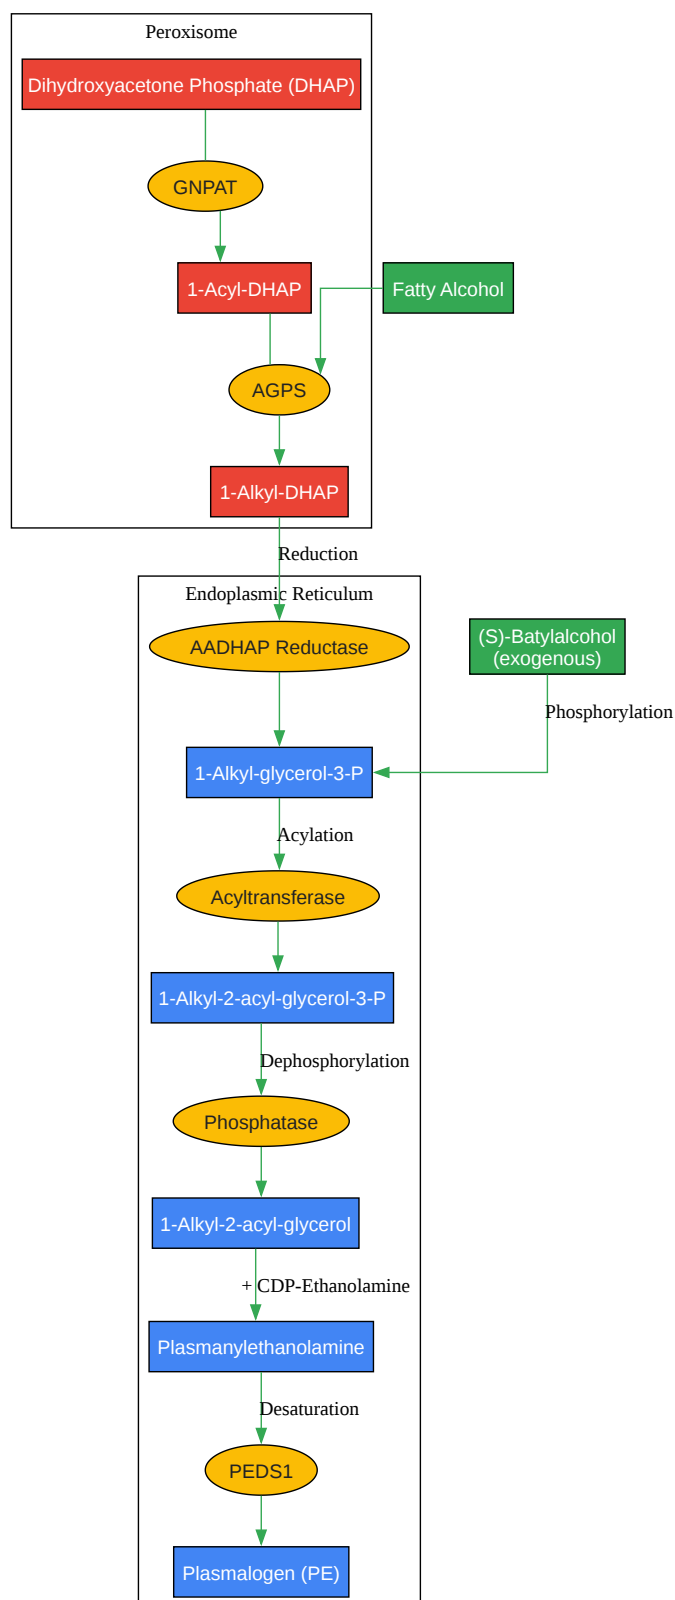 Peroxisome
Dihydroxyacetone Phosphate (DHAP)
GNPAT
1-Acyl-DHAP
Fatty Alcohol
AGPS
1-Alkyl-DHAP
Reduction
Endoplasmic Reticulum
AADHAP Reductase
(S)-Batylalcohol
(exogenous)
Phosphorylation
1-Alkyl-glycerol-3-P
Acylation
Acyltransferase
1-Alkyl-2-acyl-glycerol-3-P
Dephosphorylation
Phosphatase
1-Alkyl-2-acyl-glycerol
+ CDP-Ethanolamine
Plasmanylethanolamine
Desaturation
PEDS1
Plasmalogen (PE)